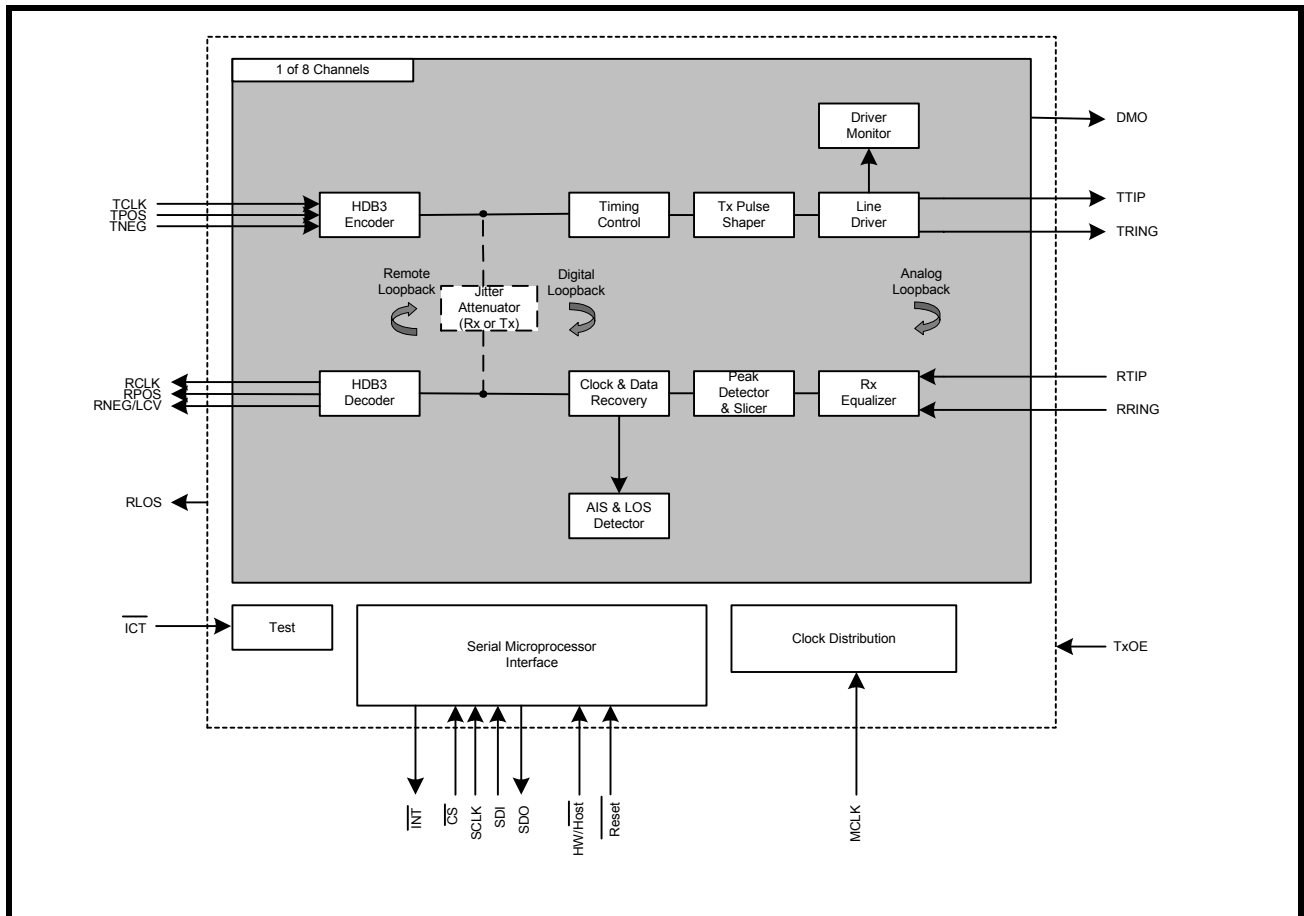 1 of 8 Channels
Driver
Monitor
DMO
TCLK
TPOS
TNEG
HDB3
Encoder
Timing
Control
Tx Pulse
Shaper
Line
Driver
TTIP
TRING
Remote
Loopback
Jitter
Attenuator
(Rx or Tx)
Digital
Loopback
Analog
Loopback
RCLK
RPOS
RNEG/LCV
HDB3
Decoder
Clock & Data
Recovery
Peak
Detector
& Slicer
Rx
Equalizer
RTIP
RRING
RLOS
AIS & LOS
Detector
ICT
Test
Serial Microprocessor
Interface
Clock Distribution
TxOE
INT
CS
SCLK
SDI
SDO
HW/Host
Reset
MCLK